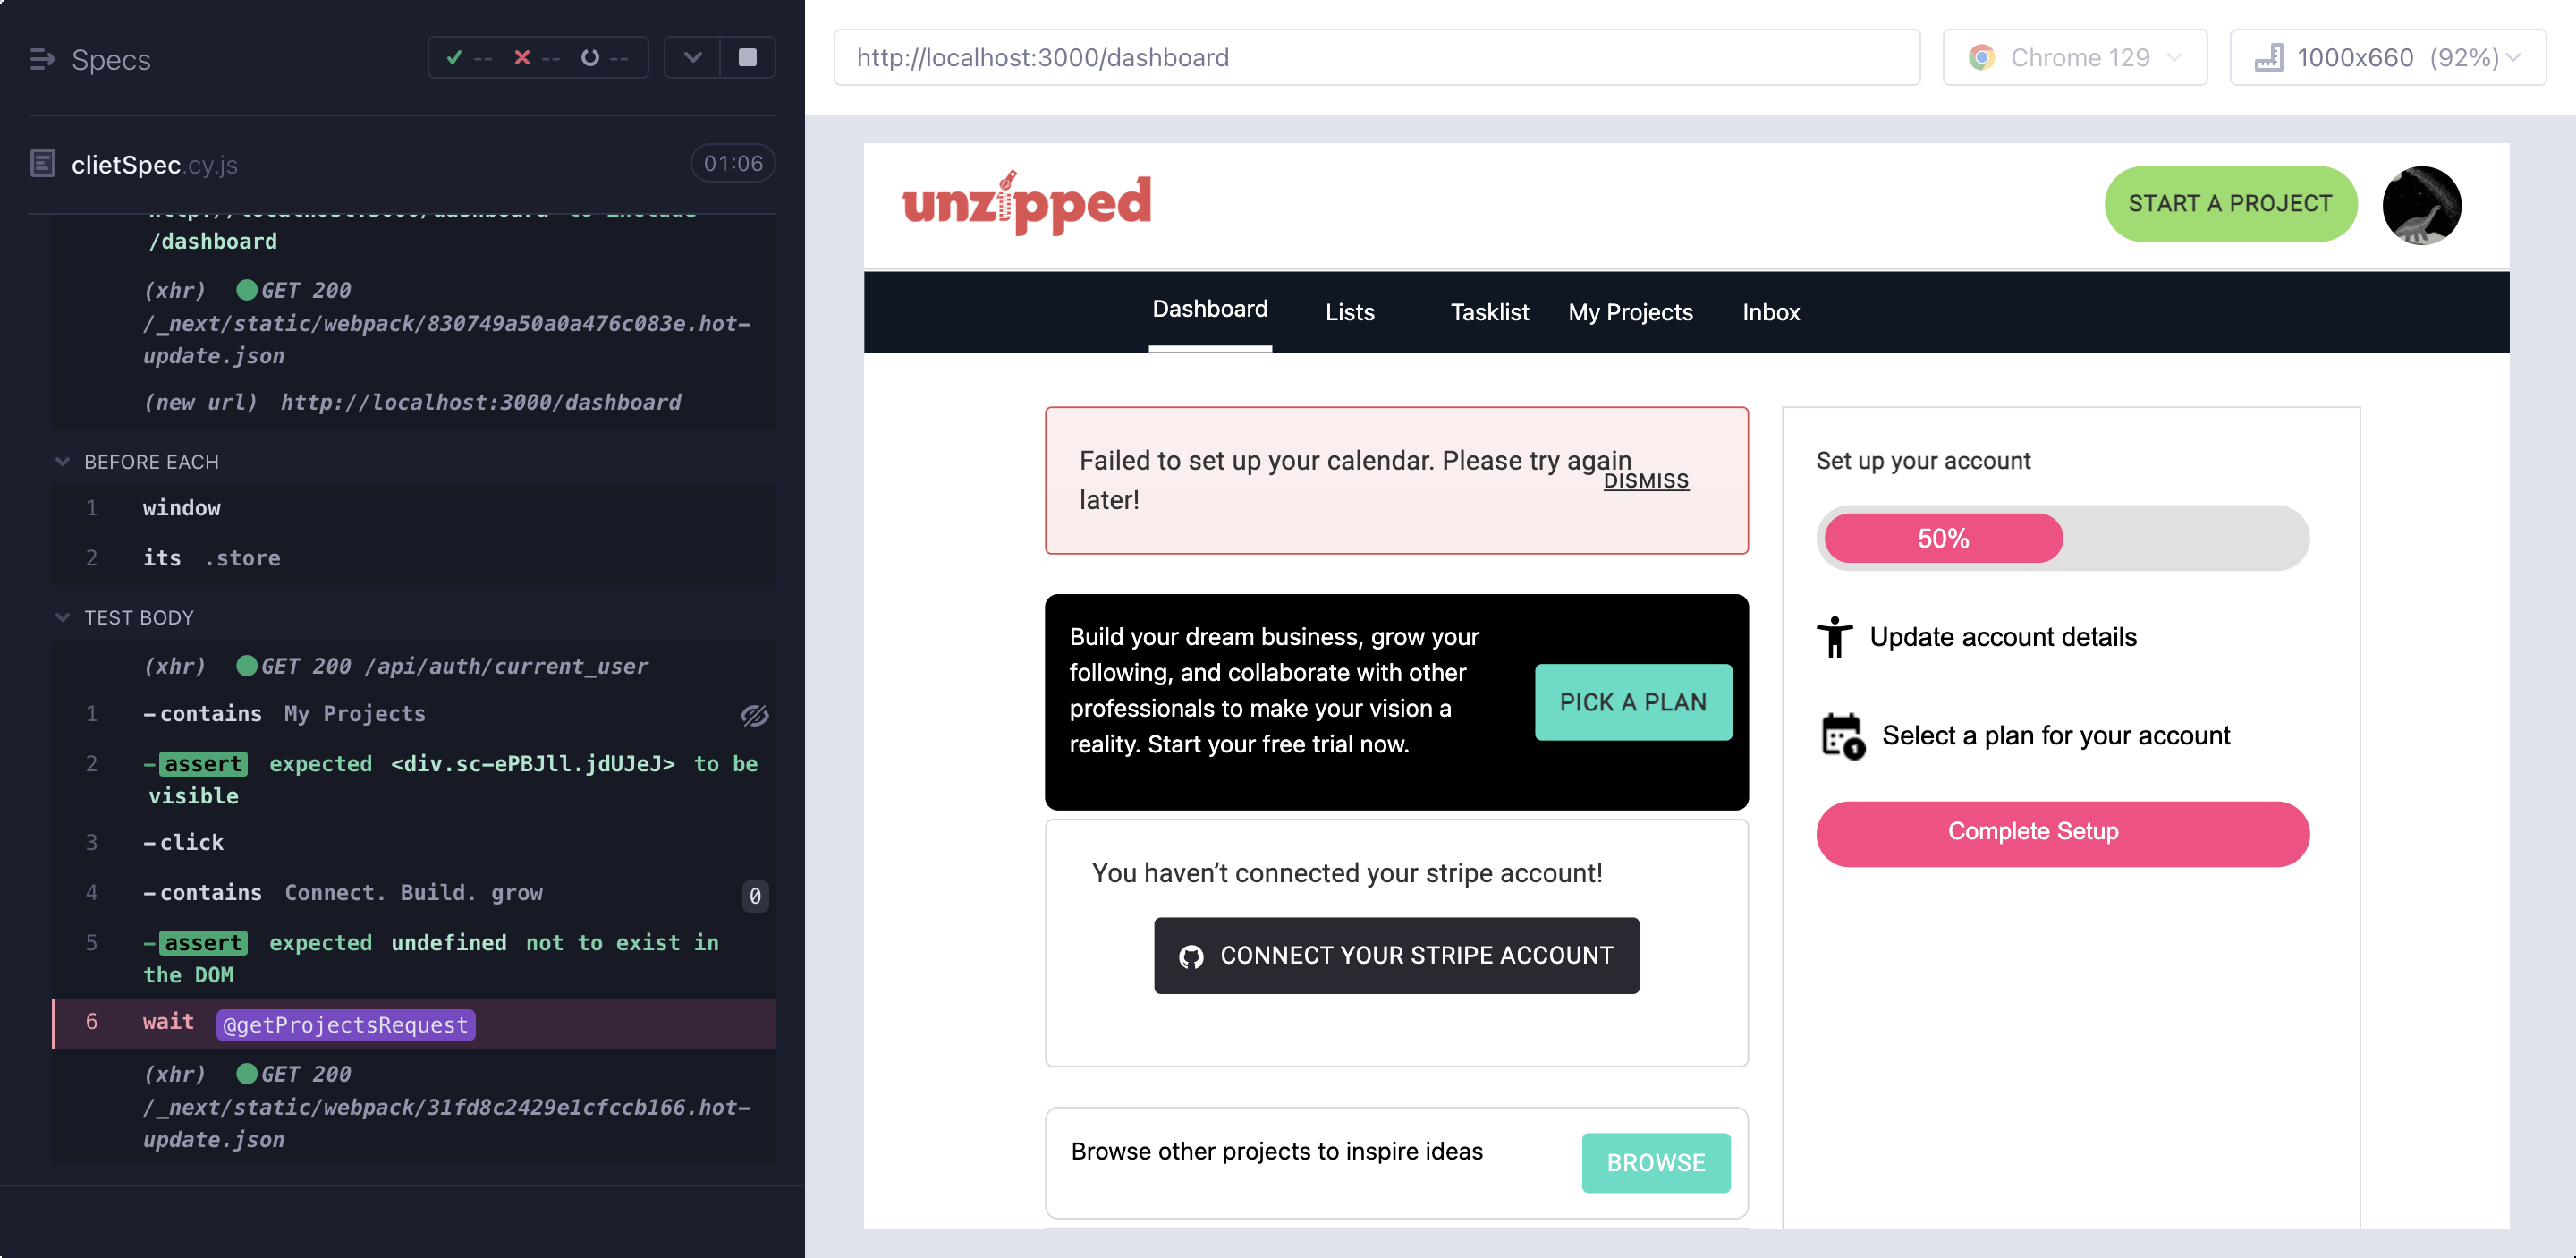 Specs
-- -- --
clietSpec.cy.js
01:06
/dashboard
(xhr) GET 200
/_next/static/webpack/830749a50a0a476c083e.hot-
update.json
(new url) http://localhost:3000/dashboard
BEFORE EACH
1 window
2 its .store
TEST BODY
(xhr) GET 200 /api/auth/current_user
1 -contains My Projects
2 -assert expected <div.sc-ePBJll.jdUJeJ> to be
visible
3 -click
4 -contains Connect. Build. grow 0
5 -assert expected undefined not to exist in
the DOM
6 wait @getProjectsRequest
(xhr) GET 200
/_next/static/webpack/31fd8c2429e1cfccb166.hot-
update.json
http://localhost:3000/dashboard
Chrome 129
1000x660 (92%)
unzipped
START A PROJECT
Dashboard Lists Tasklist My Projects Inbox
Failed to set up your calendar. Please try again
later!
DISMISS
Build your dream business, grow your
following, and collaborate with other
professionals to make your vision a
reality. Start your free trial now.
PICK A PLAN
You haven’t connected your stripe account!
CONNECT YOUR STRIPE ACCOUNT
Browse other projects to inspire ideas
BROWSE
Set up your account
50%
Update account details
Select a plan for your account
Complete Setup